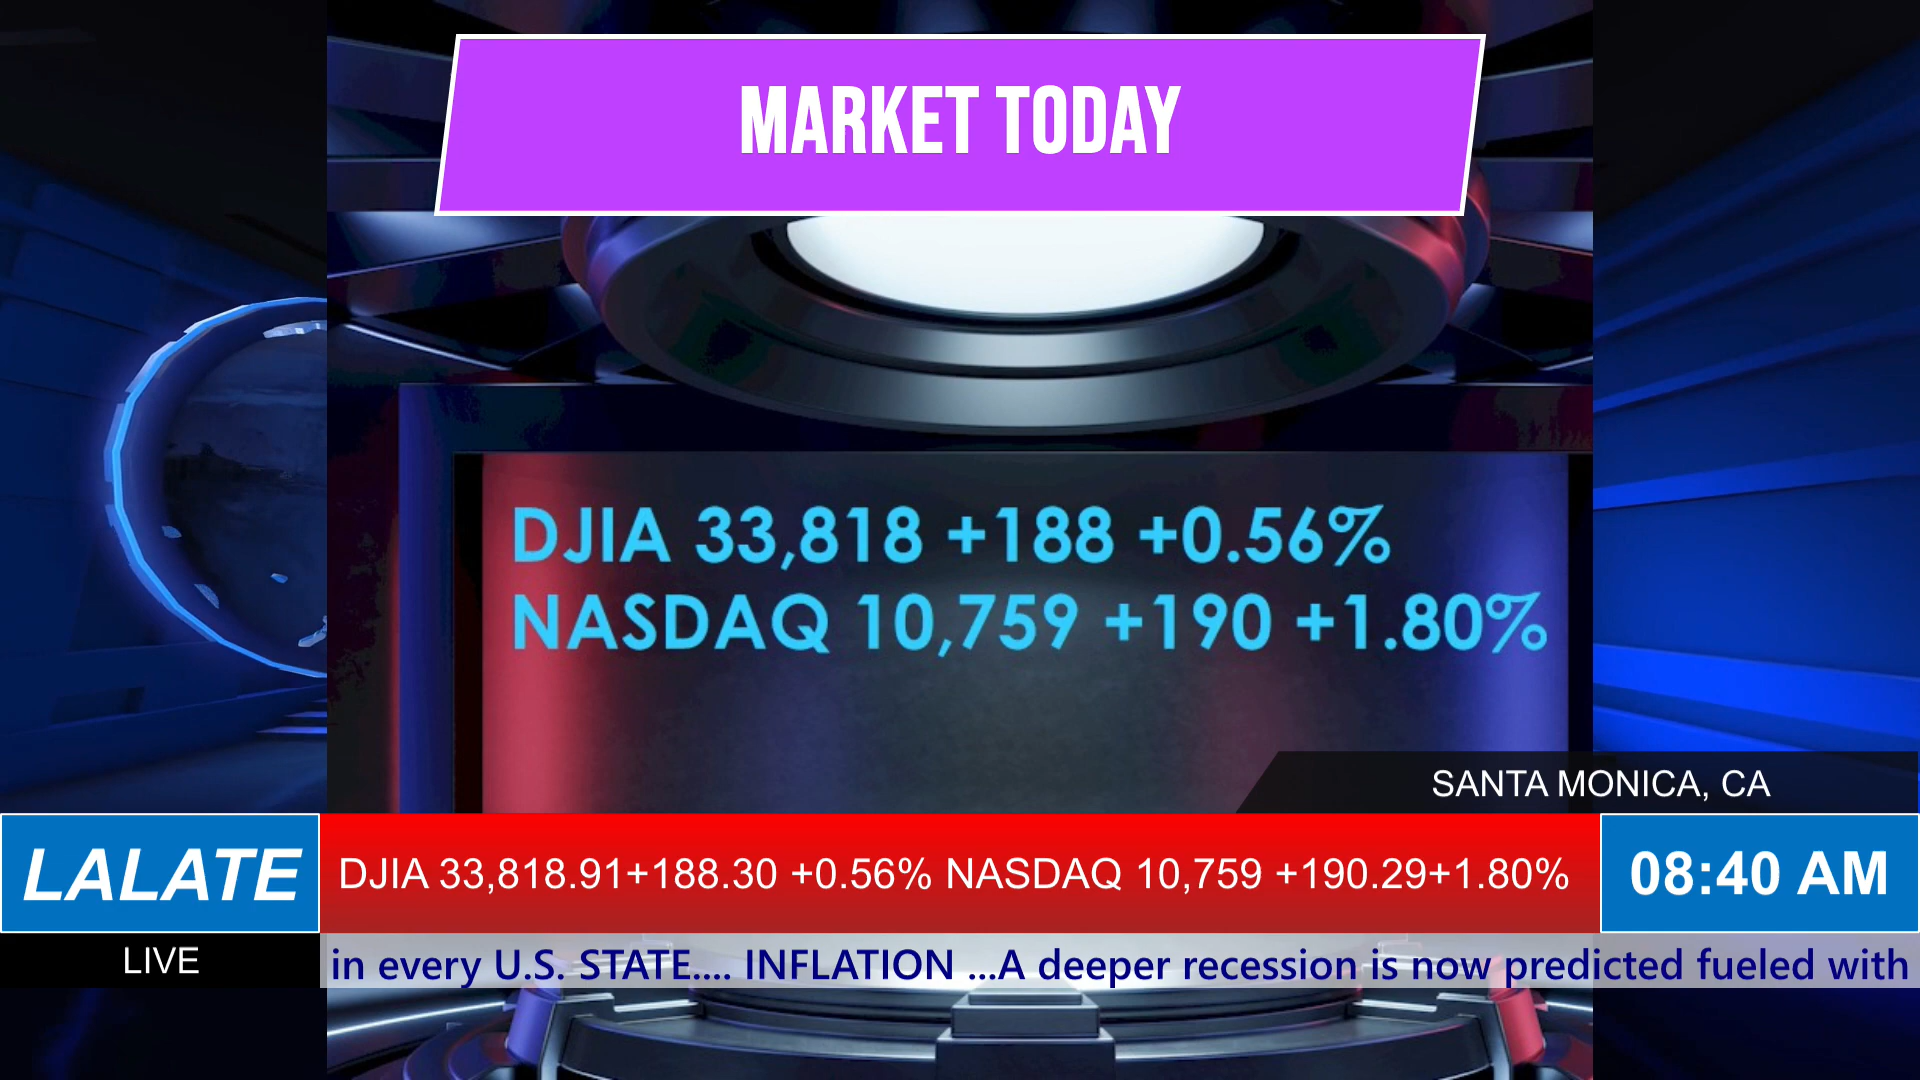 MARKET TODAY
DJIA 33,818 +188 +0.56%
NASDAQ 10,759 +190 +1.80%
SANTA MONICA, CA
LALATE
DJIA 33,818.91+188.30 +0.56% NASDAQ 10,759 +190.29+1.80%
08:40 AM
LIVE
in every U.S. STATE.... INFLATION ...A deeper recession is now predicted fueled with